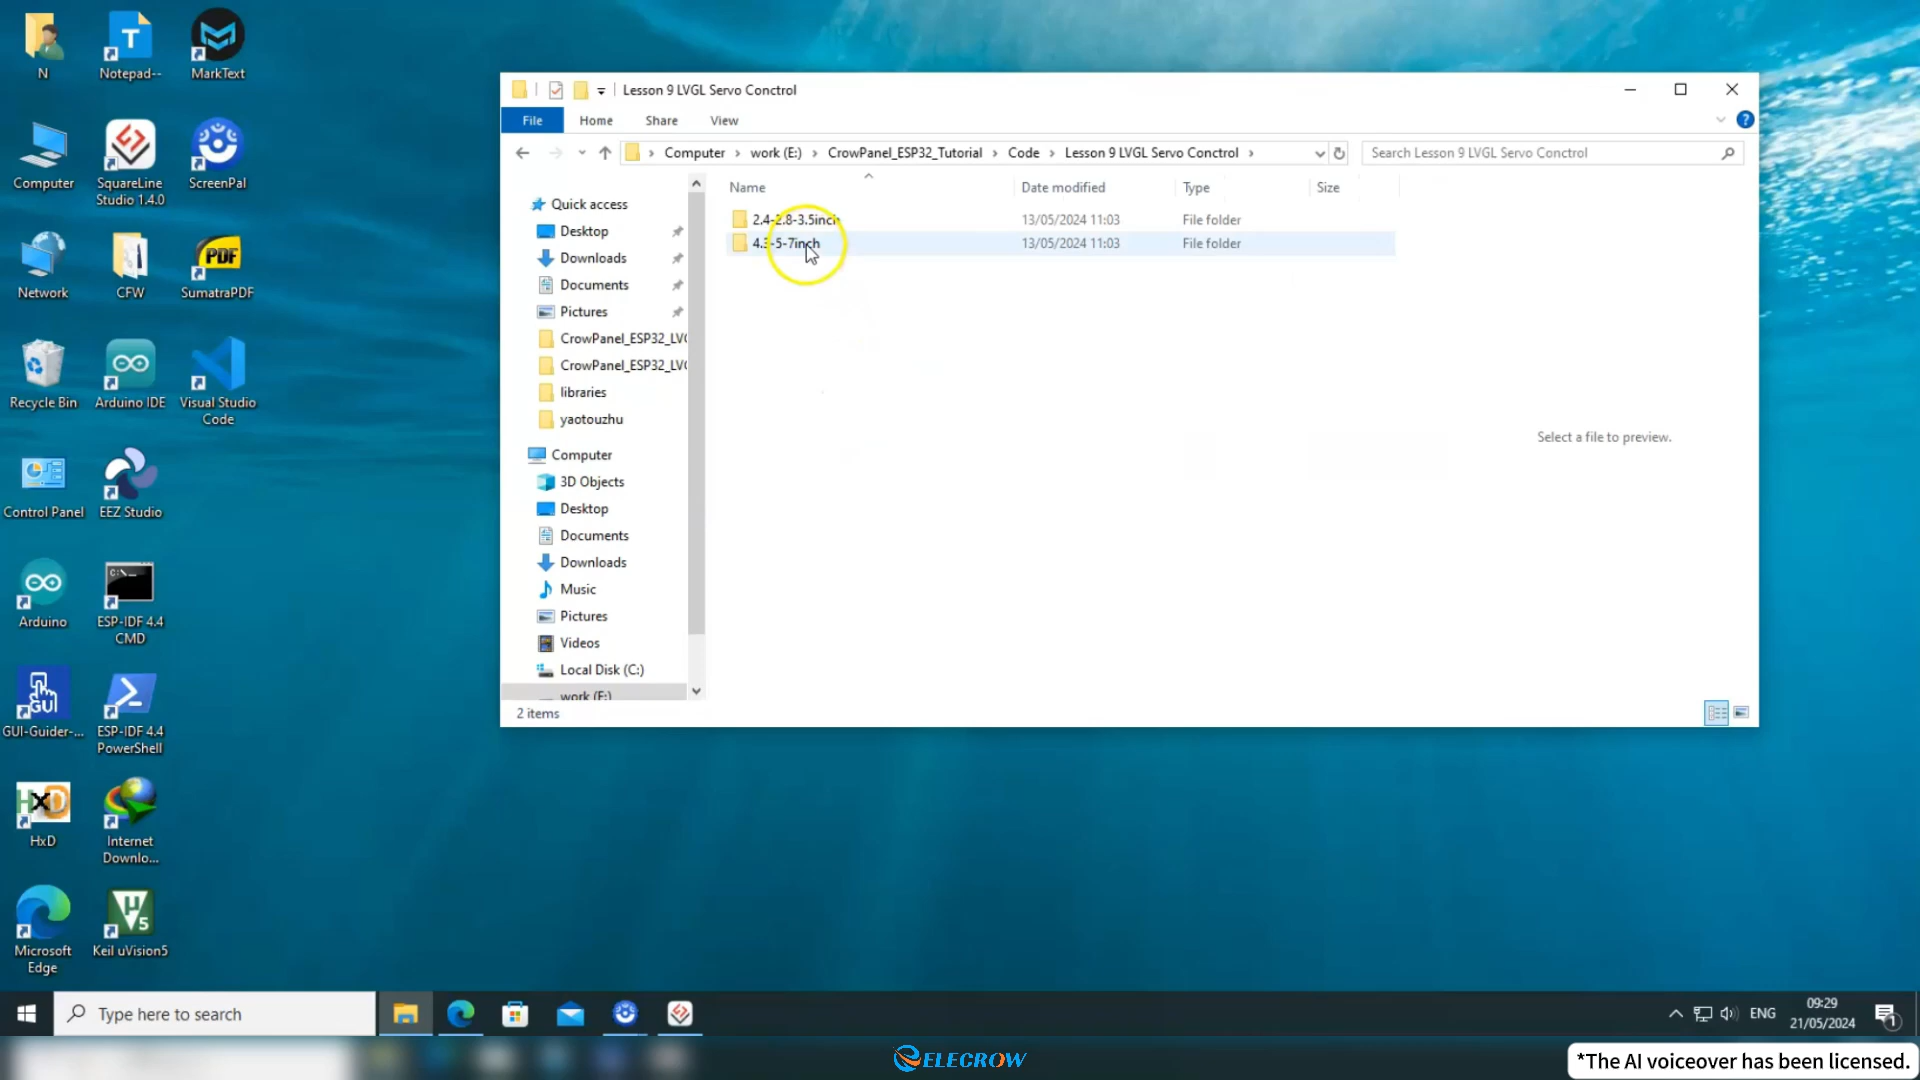 N
Notepad--
MarkText
Computer
SquareLine
Studio 1.4.0
ScreenPal
Network
CFW
SumatraPDF
Recycle Bin
Arduino IDE
Visual Studio
Code
Control Panel
EEZ Studio
Arduino
ESP-IDF 4.4
CMD
GUI-Guider-...
ESP-IDF 4.4
PowerShell
HxD
Internet
Downlo...
Microsoft
Edge
Keil uVision5
Lesson 9 LVGL Servo Conctrol
File Home Share View
Computer work (E:) CrowPanel_ESP32_Tutorial Code Lesson 9 LVGL Servo Conctrol
Search Lesson 9 LVGL Servo Conctrol
Name Date modified Type Size
2.4-2.8-3.5inch 13/05/2024 11:03 File folder
4.3-5-7inch 13/05/2024 11:03 File folder
Quick access
Desktop
Downloads
Documents
Pictures
CrowPanel_ESP32_LV
CrowPanel_ESP32_LV
libraries
yaotouzhu
Computer
3D Objects
Desktop
Documents
Downloads
Music
Pictures
Videos
Local Disk (C:)
work (E:)
Select a file to preview.
2 items
Type here to search
ENG
09:29
21/05/2024
1
ELECROW
*The AI voiceover has been licensed.